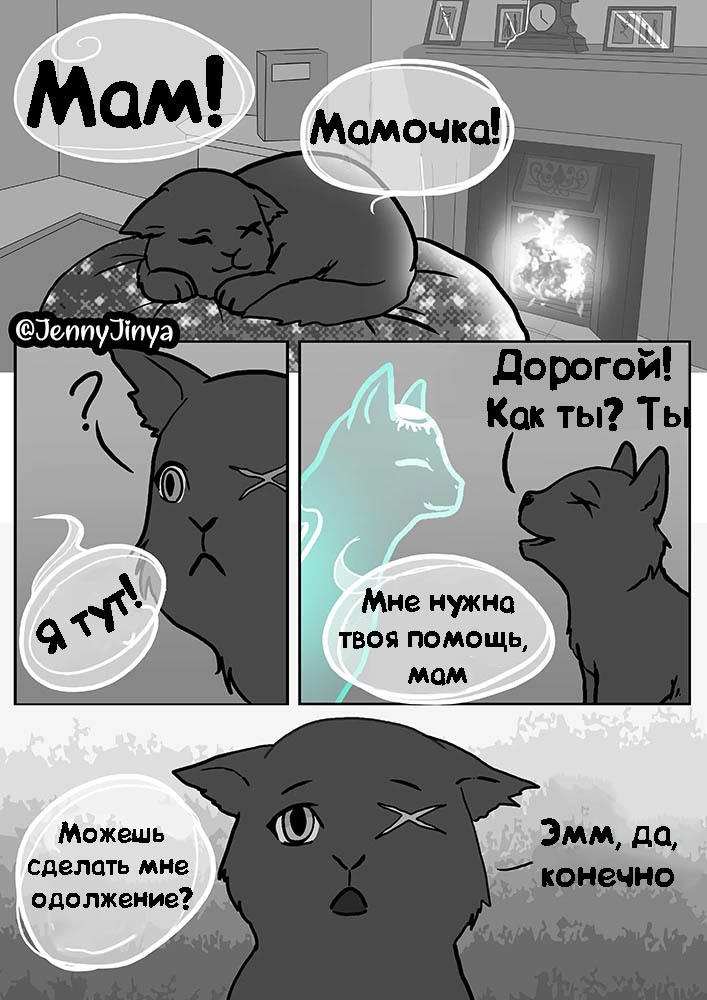 Мам!
Мамочка!
@JennyJinya
?
Я тут!
Дорогой!
Как ты? Ты
Мне нужна
твоя помощь,
мам
Можешь
сделать мне
одолжение?
Эмм, да,
конечно